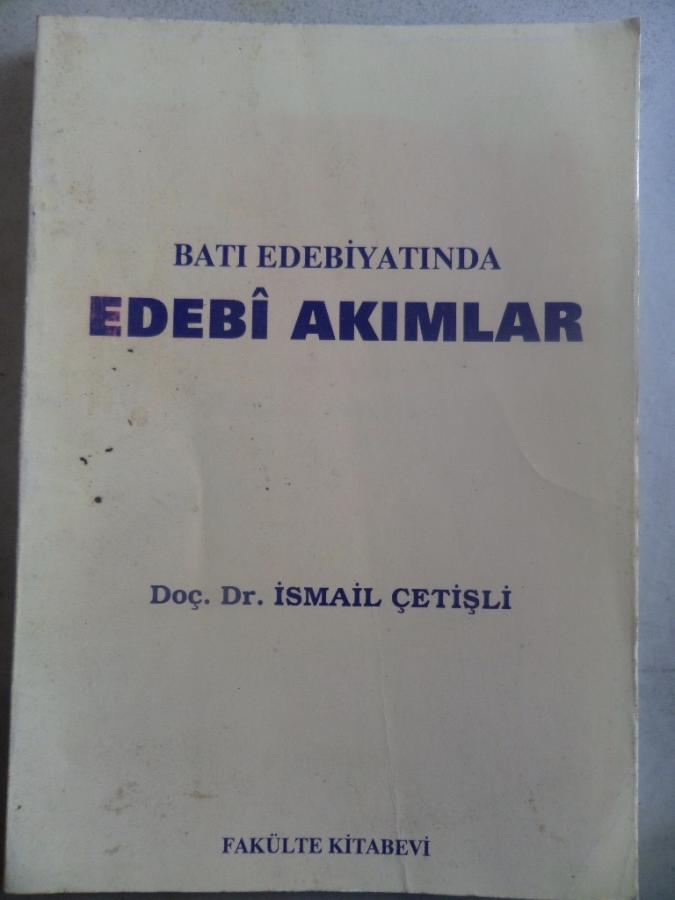 BATI EDEBİYATINDA
EDEBÎ AKIMLAR
Doç. Dr. İSMAİL ÇETİŞLİ
FAKÜLTE KİTABEVİ